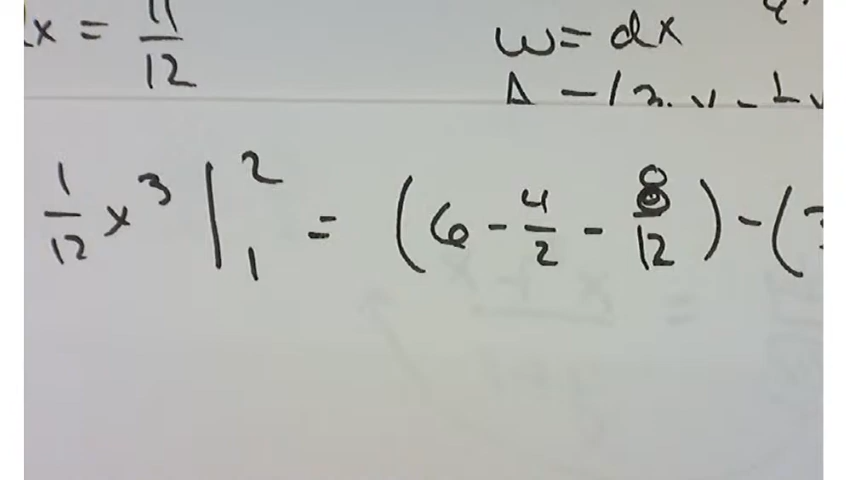 x = 11/12
w = dx
1/12 x³ |₁² = (6 - 4/2 - 8/12) - (